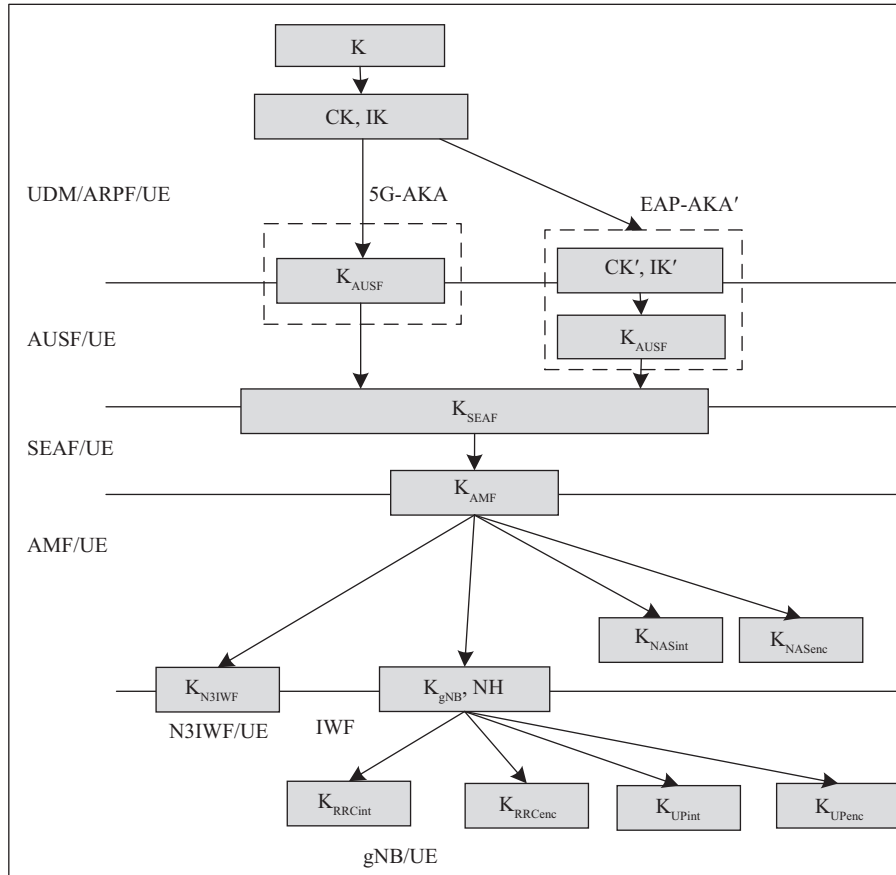 K
CK, IK
UDM/ARPF/UE
5G-AKA
EAP-AKA′
K_AUSF
CK′, IK′
AUSF/UE
K_AUSF
K_SEAF
SEAF/UE
K_AMF
AMF/UE
K_NASint
K_NASenc
K_N3IWF
K_gNB, NH
N3IWF/UE
IWF
K_RRCint
K_RRCenc
K_UPint
K_UPenc
gNB/UE